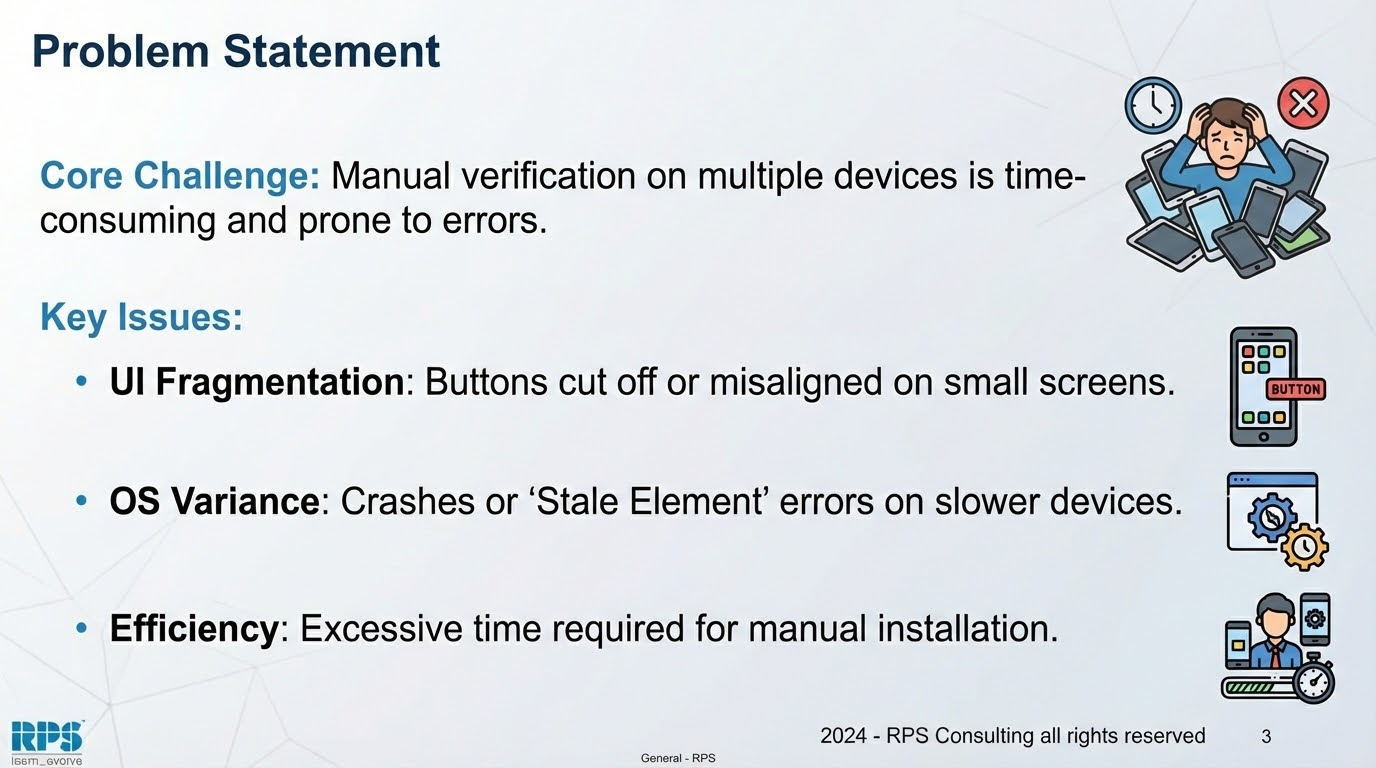 Problem Statement
Core Challenge: Manual verification on multiple devices is time-
consuming and prone to errors.
Key Issues:
• UI Fragmentation: Buttons cut off or misaligned on small screens.
BUTTON
• OS Variance: Crashes or ‘Stale Element’ errors on slower devices.
• Efficiency: Excessive time required for manual installation.
RPS
2024 - RPS Consulting all rights reserved
3
General - RPS